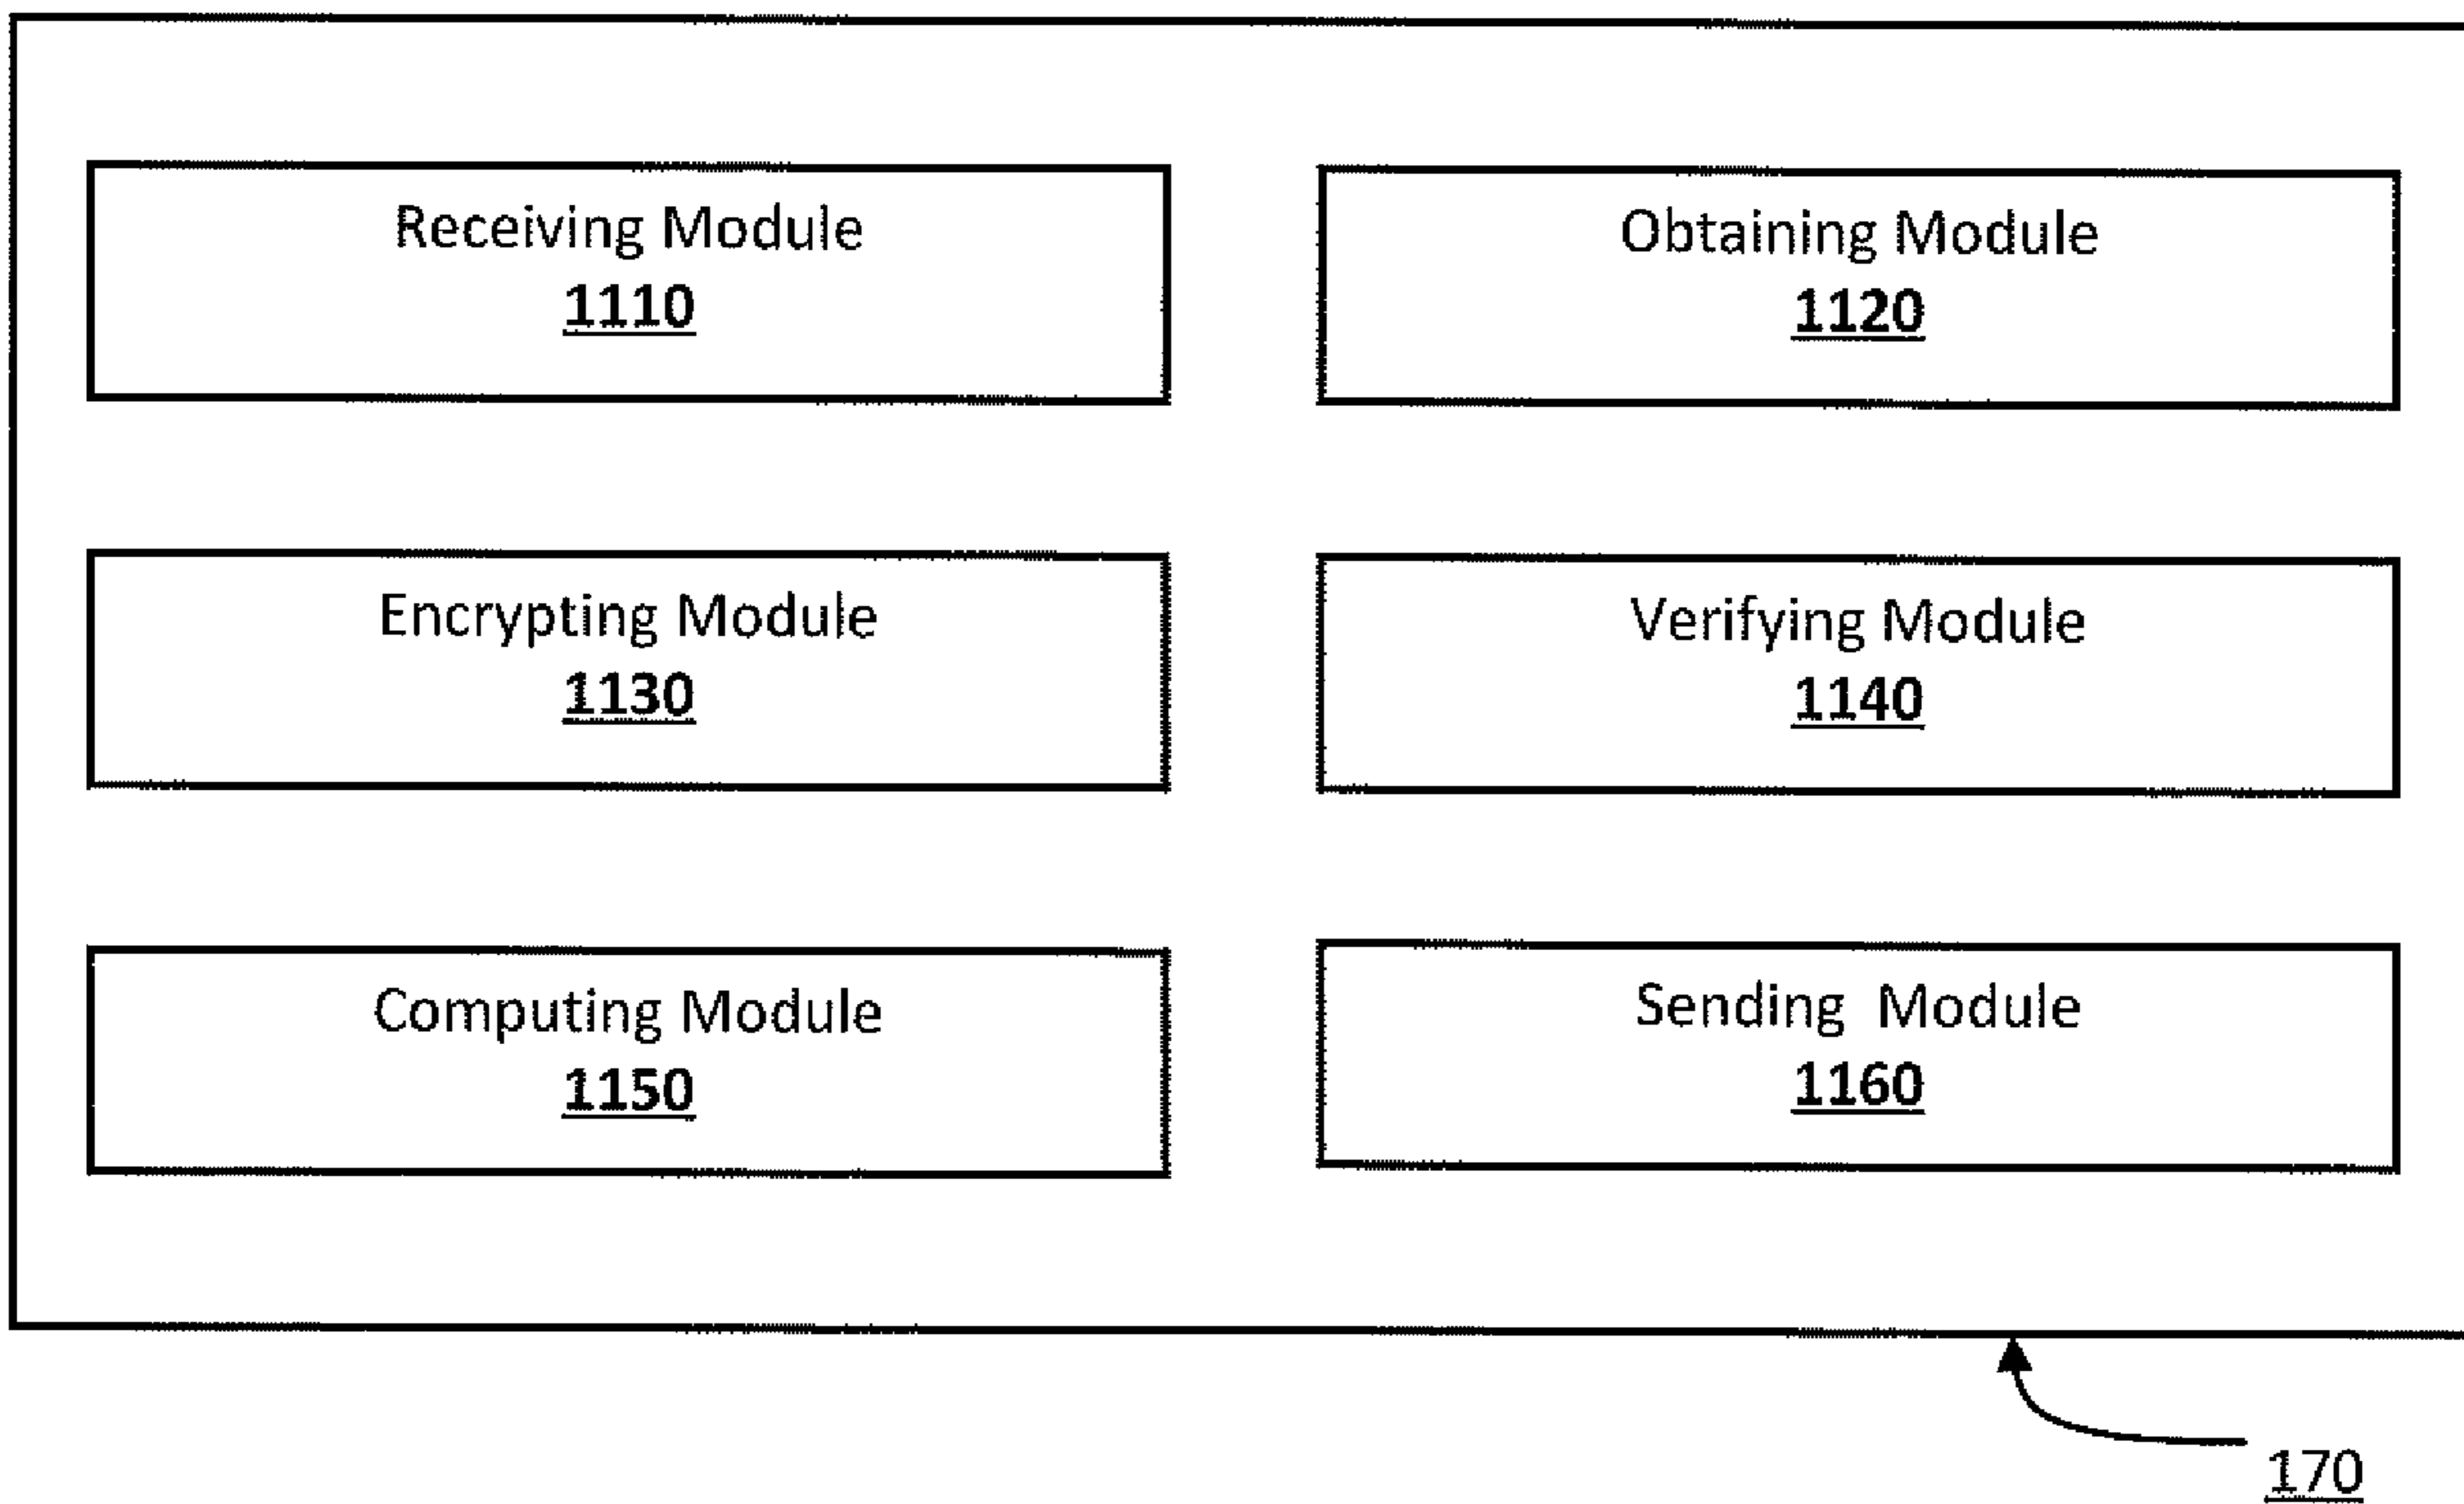 Receiving Module
1110
Obtaining Module
1120
Encrypting Module
1130
Verifying Module
1140
Computing Module
1150
Sending Module
1160
170